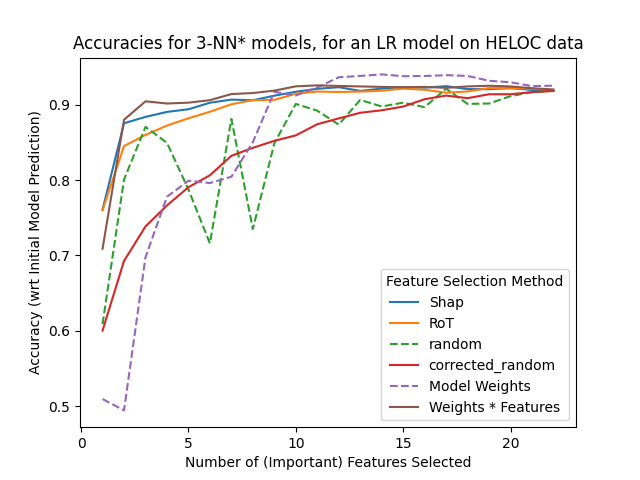 Accuracies for 3-NN* models, for an LR model on HELOC data
Accuracy (wrt Initial Model Prediction)
0.9
0.8
0.7
0.6
0.5
Feature Selection Method
Shap
RoT
random
corrected_random
Model Weights
Weights * Features
0
5
10
15
20
Number of (Important) Features Selected